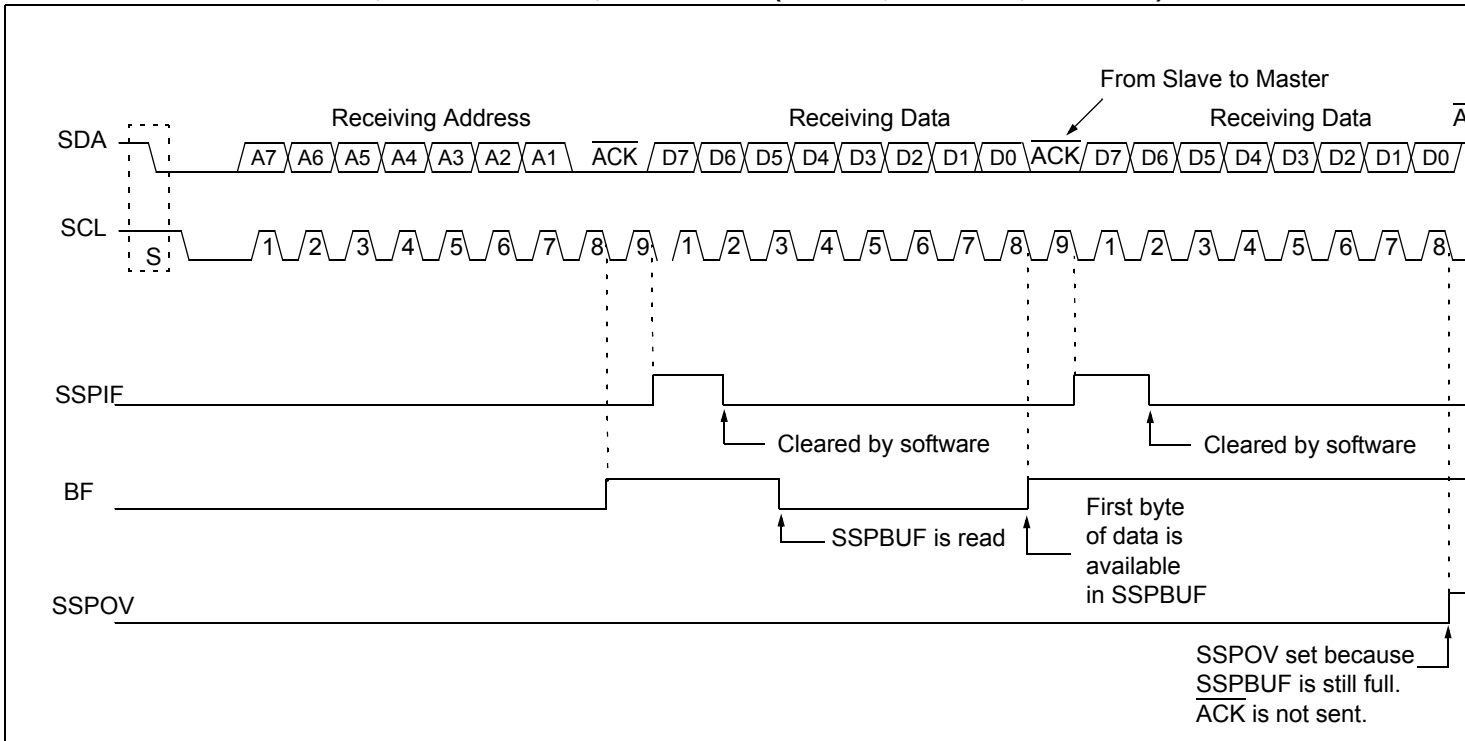 From Slave to Master
Receiving Address
Receiving Data
Receiving Data
SDA
A7 A6 A5 A4 A3 A2 A1 ACK D7 D6 D5 D4 D3 D2 D1 D0 ACK D7 D6 D5 D4 D3 D2 D1 D0
SCL
S
1 2 3 4 5 6 7 8 9 1 2 3 4 5 6 7 8 9 1 2 3 4 5 6 7 8
SSPIF
Cleared by software
Cleared by software
BF
SSPBUF is read
First byte
of data is
available
in SSPBUF
SSPOV
SSPOV set because
SSPBUF is still full.
ACK is not sent.